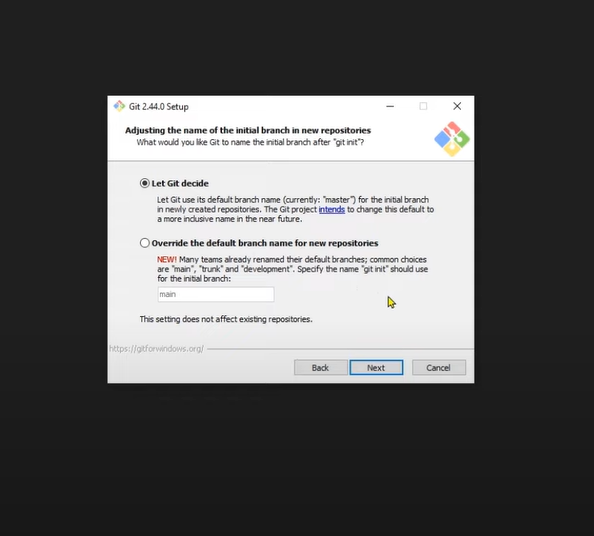 Git 2.44.0 Setup
Adjusting the name of the initial branch in new repositories
What would you like Git to name the initial branch after "git init"?
Let Git decide
Let Git use its default branch name (currently: "master") for the initial branch
in newly created repositories. The Git project intends to change this default to
a more inclusive name in the near future.
Override the default branch name for new repositories
NEW! Many teams already renamed their default branches; common choices
are "main", "trunk" and "development". Specify the name "git init" should use
for the initial branch:
main
This setting does not affect existing repositories.
https://gitforwindows.org/
Back Next Cancel